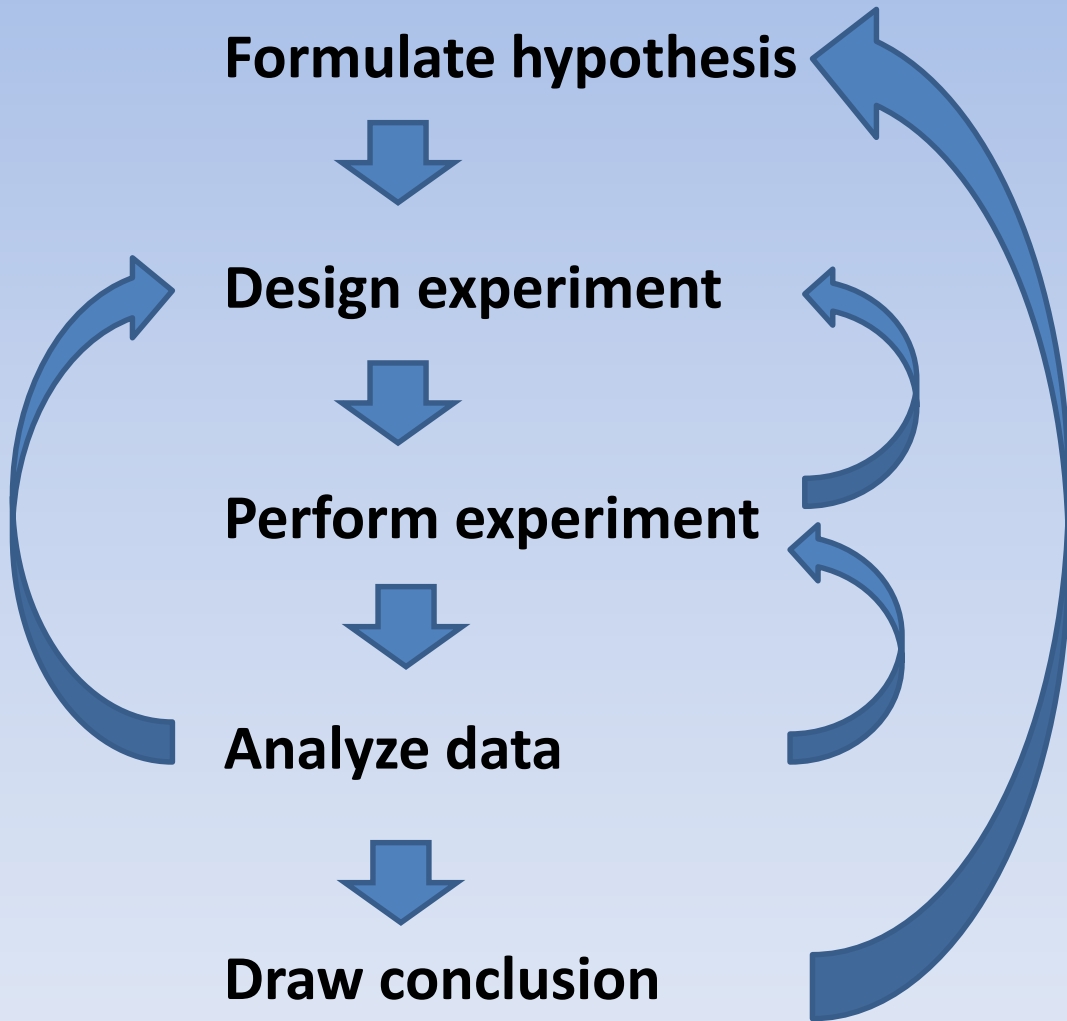 Formulate hypothesis
Design experiment
Perform experiment
Analyze data
Draw conclusion